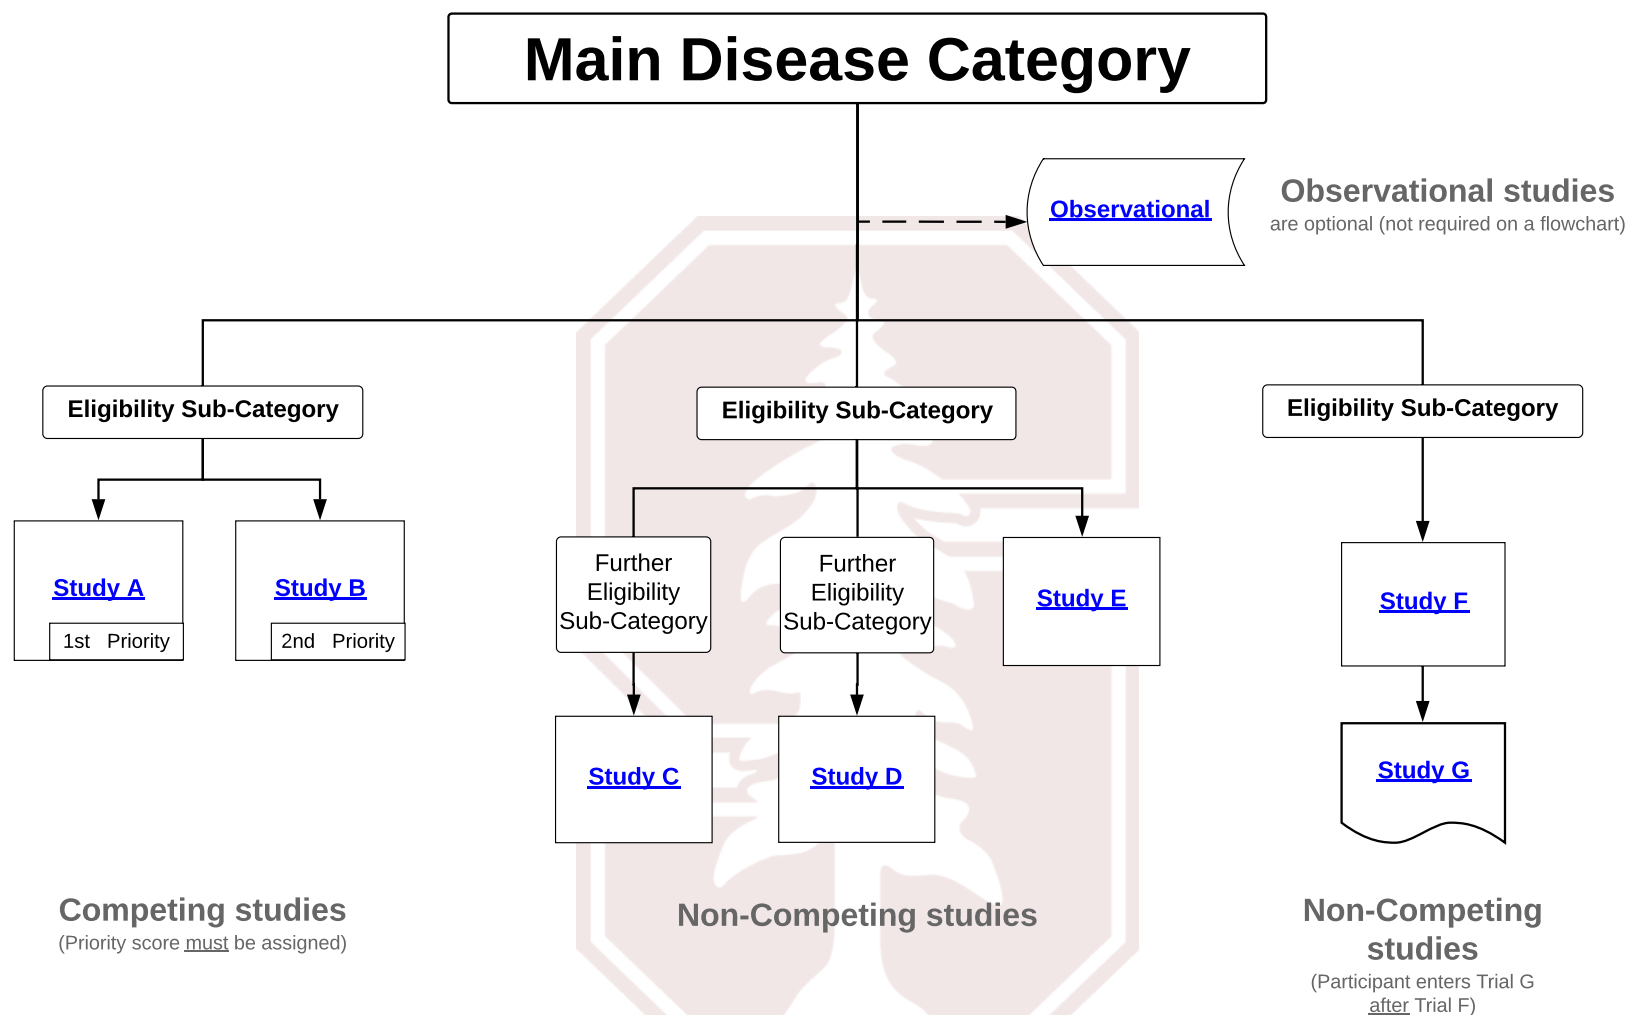 Main Disease Category
Observational
Observational studies
are optional (not required on a flowchart)
Eligibility Sub-Category
Eligibility Sub-Category
Eligibility Sub-Category
Study A
1st Priority
Study B
2nd Priority
Further
Eligibility
Sub-Category
Further
Eligibility
Sub-Category
Study E
Study F
Study C
Study D
Study G
Competing studies
(Priority score must be assigned)
Non-Competing studies
Non-Competing
studies
(Participant enters Trial G
after Trial F)